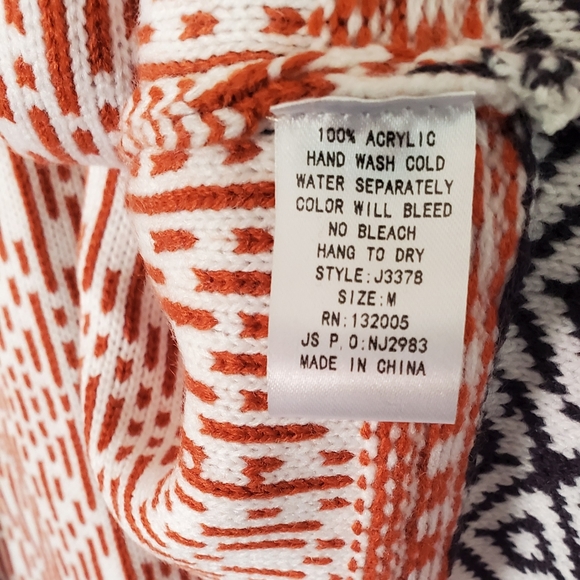 100% ACRYLIC
HAND WASH COLD
WATER SEPARATELY
COLOR WILL BLEED
NO BLEACH
HANG TO DRY
STYLE:J3378
SIZE:M
RN:132005
JS P.O:NJ2983
MADE IN CHINA